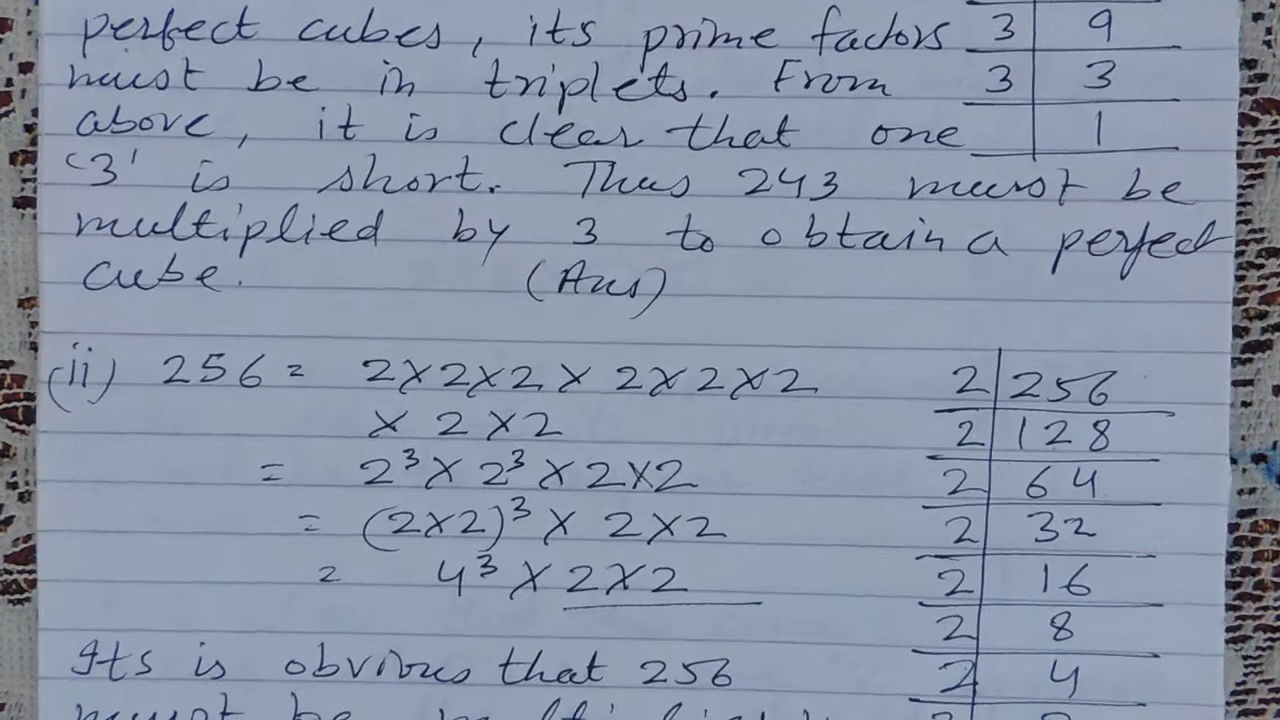 perfect cubes, its prime factors
must be in triplets. From
above, it is clear that one
'3' is short. Thus 243 must be
multiplied by 3 to obtain a perfect
cube. (Ans)
3 | 9
3 | 3
1
(ii) 256 = 2×2×2 × 2×2×2
× 2×2
= 2³ × 2³ × 2×2
= (2×2)³ × 2×2
= 4³ × 2×2
Its is obvious that 256
must be
2 | 256
2 | 128
2 | 64
2 | 32
2 | 16
2 | 8
2 | 4